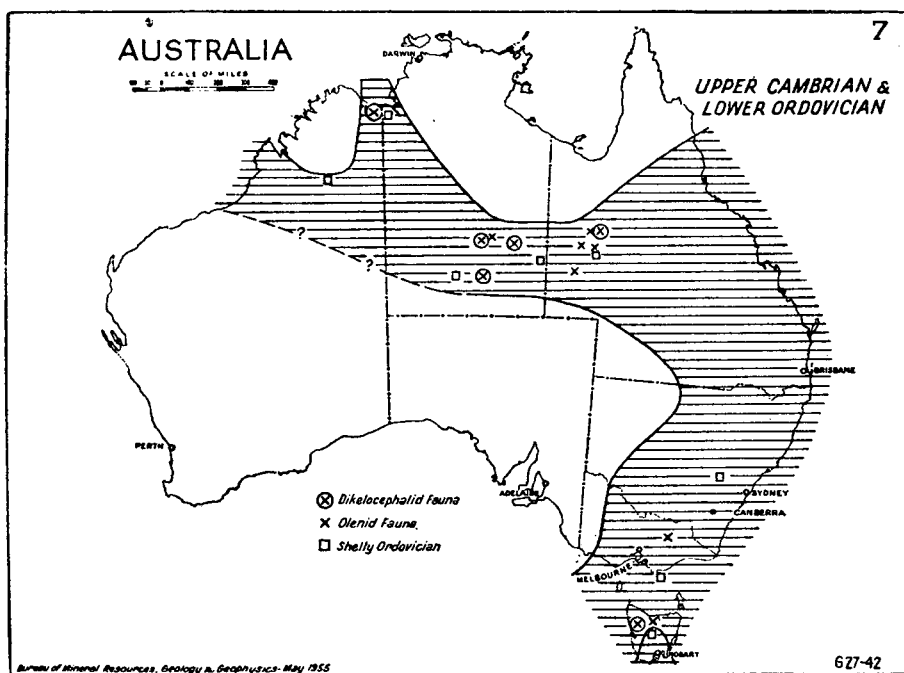 7
AUSTRALIA
SCALE OF MILES
DARWIN
UPPER CAMBRIAN &
LOWER ORDOVICIAN
?
?
BRISBANE
PERTH
ADELAIDE
SYDNEY
CANBERRA
MELBOURNE
HOBART
Dikelocephalid Fauna
Olenid Fauna
Shelly Ordovician
Bureau of Mineral Resources, Geology & Geophysics. May 1955
G27-42